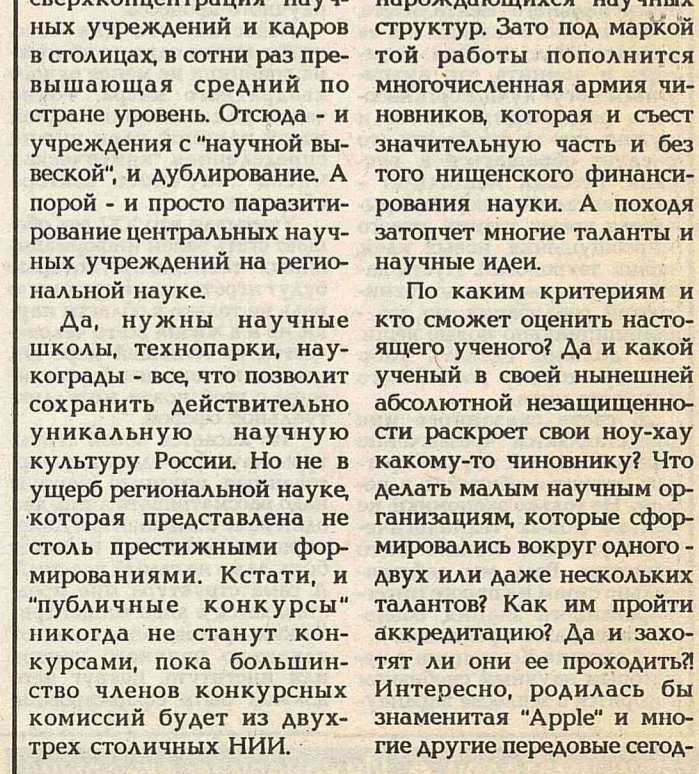 сверхконцентрация науч-
ных учреждений и кадров
в столицах, в сотни раз пре-
вышающая средний по
стране уровень. Отсюда - и
учреждения с "научной вы-
веской", и дублирование. А
порой - и просто паразити-
рование центральных науч-
ных учреждений на регио-
нальной науке.
Да, нужны научные
школы, технопарки, нау-
кограды - все, что позволит
сохранить действительно
уникальную научную
культуру России. Но не в
ущерб региональной науке,
которая представлена не
столь престижными фор-
мированиями. Кстати, и
"публичные конкурсы"
никогда не станут кон-
курсами, пока большин-
ство членов конкурсных
комиссий будет из двух-
трех столичных НИИ.
нарождающихся научных
структур. Зато под маркой
той работы пополнится
многочисленная армия чи-
новников, которая и съест
значительную часть и без
того нищенского финанси-
рования науки. А походя
затопчет многие таланты и
научные идеи.
По каким критериям и
кто сможет оценить насто-
ящего ученого? Да и какой
ученый в своей нынешней
абсолютной незащищенно-
сти раскроет свои ноу-хау
какому-то чиновнику? Что
делать малым научным ор-
ганизациям, которые сфор-
мировались вокруг одного -
двух или даже нескольких
талантов? Как им пройти
аккредитацию? Да и захо-
тят ли они ее проходить?!
Интересно, родилась бы
знаменитая "Apple" и мно-
гие другие передовые сегод-